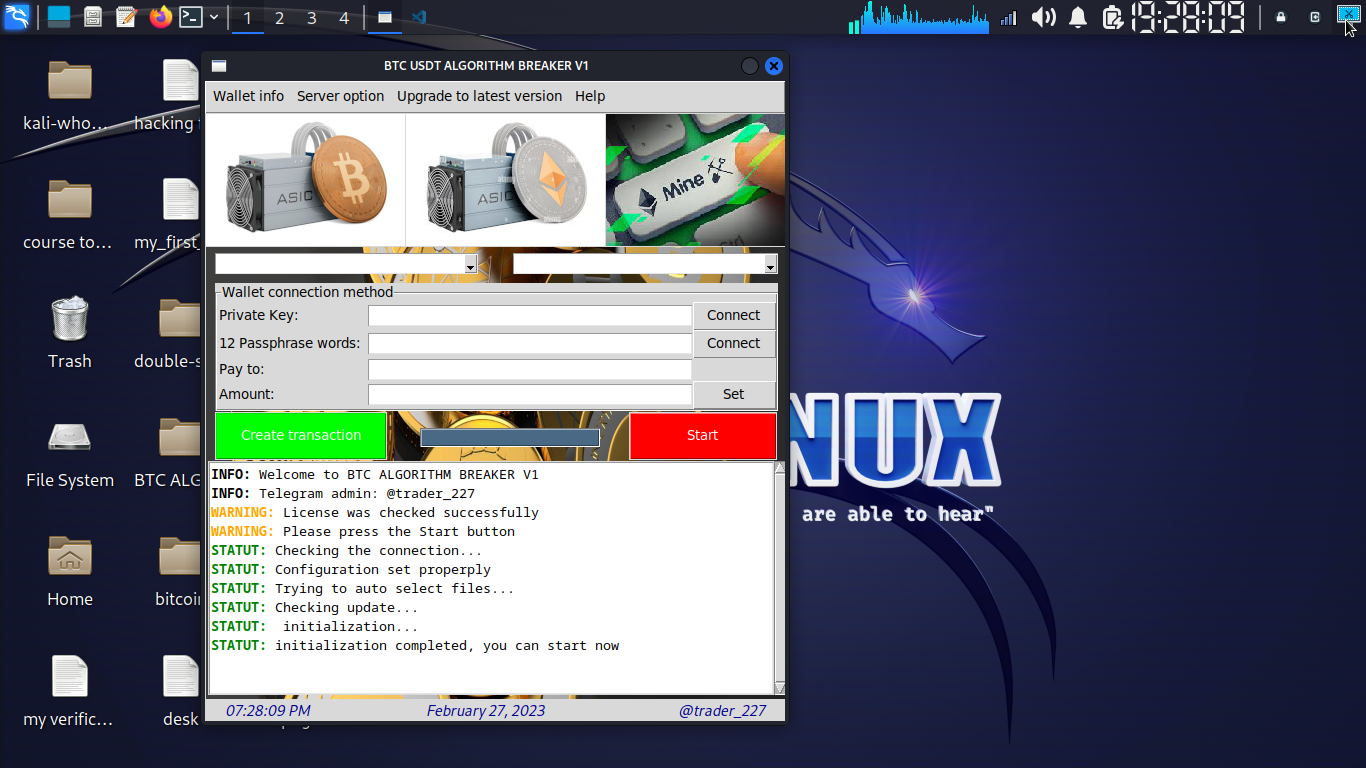 1 2 3 4
19:28:09
BTC USDT ALGORITHM BREAKER V1
Wallet info Server option Upgrade to latest version Help
ASIC
ASIC
Mine
Ctrl
Wallet connection method
Private Key: Connect
12 Passphrase words: Connect
Pay to:
Amount: Set
Create transaction Start
INFO: Welcome to BTC ALGORITHM BREAKER V1
INFO: Telegram admin: @trader_227
WARNING: License was checked successfully
WARNING: Please press the Start button
STATUT: Checking the connection...
STATUT: Configuration set properply
STATUT: Trying to auto select files...
STATUT: Checking update...
STATUT: initialization...
STATUT: initialization completed, you can start now
07:28:09 PM February 27, 2023 @trader_227
kali-who... hacking
course to... my_first_
Trash double-s
File System BTC ALG
Home bitcoi
my verific... desk
NUX
are able to hear"